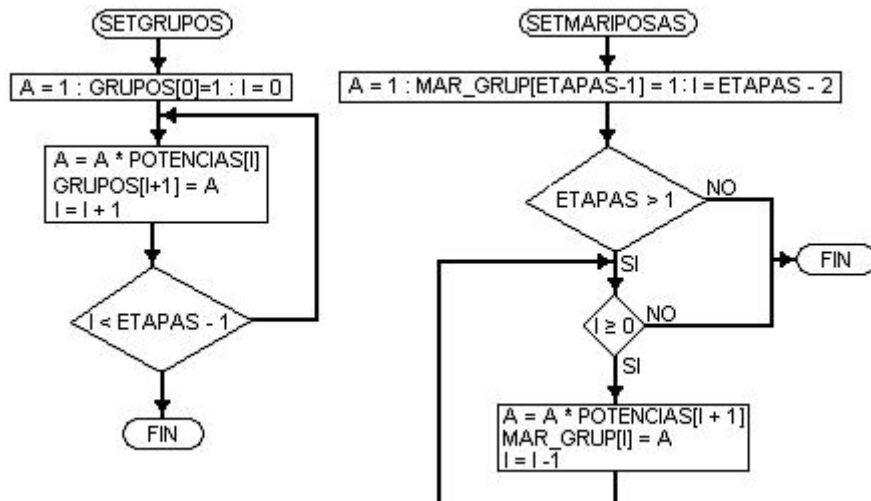 SETGRUPOS
A = 1 : GRUPOS[0]=1 : I = 0
A = A * POTENCIAS[I]
GRUPOS[I+1] = A
I = I + 1
I < ETAPAS - 1
FIN
SETMARIPOSAS
A = 1 : MAR_GRUP[ETAPAS-1] = 1: I = ETAPAS - 2
ETAPAS > 1
NO
SI
FIN
I ≥ 0
NO
SI
A = A * POTENCIAS[I + 1]
MAR_GRUP[I] = A
I = I -1